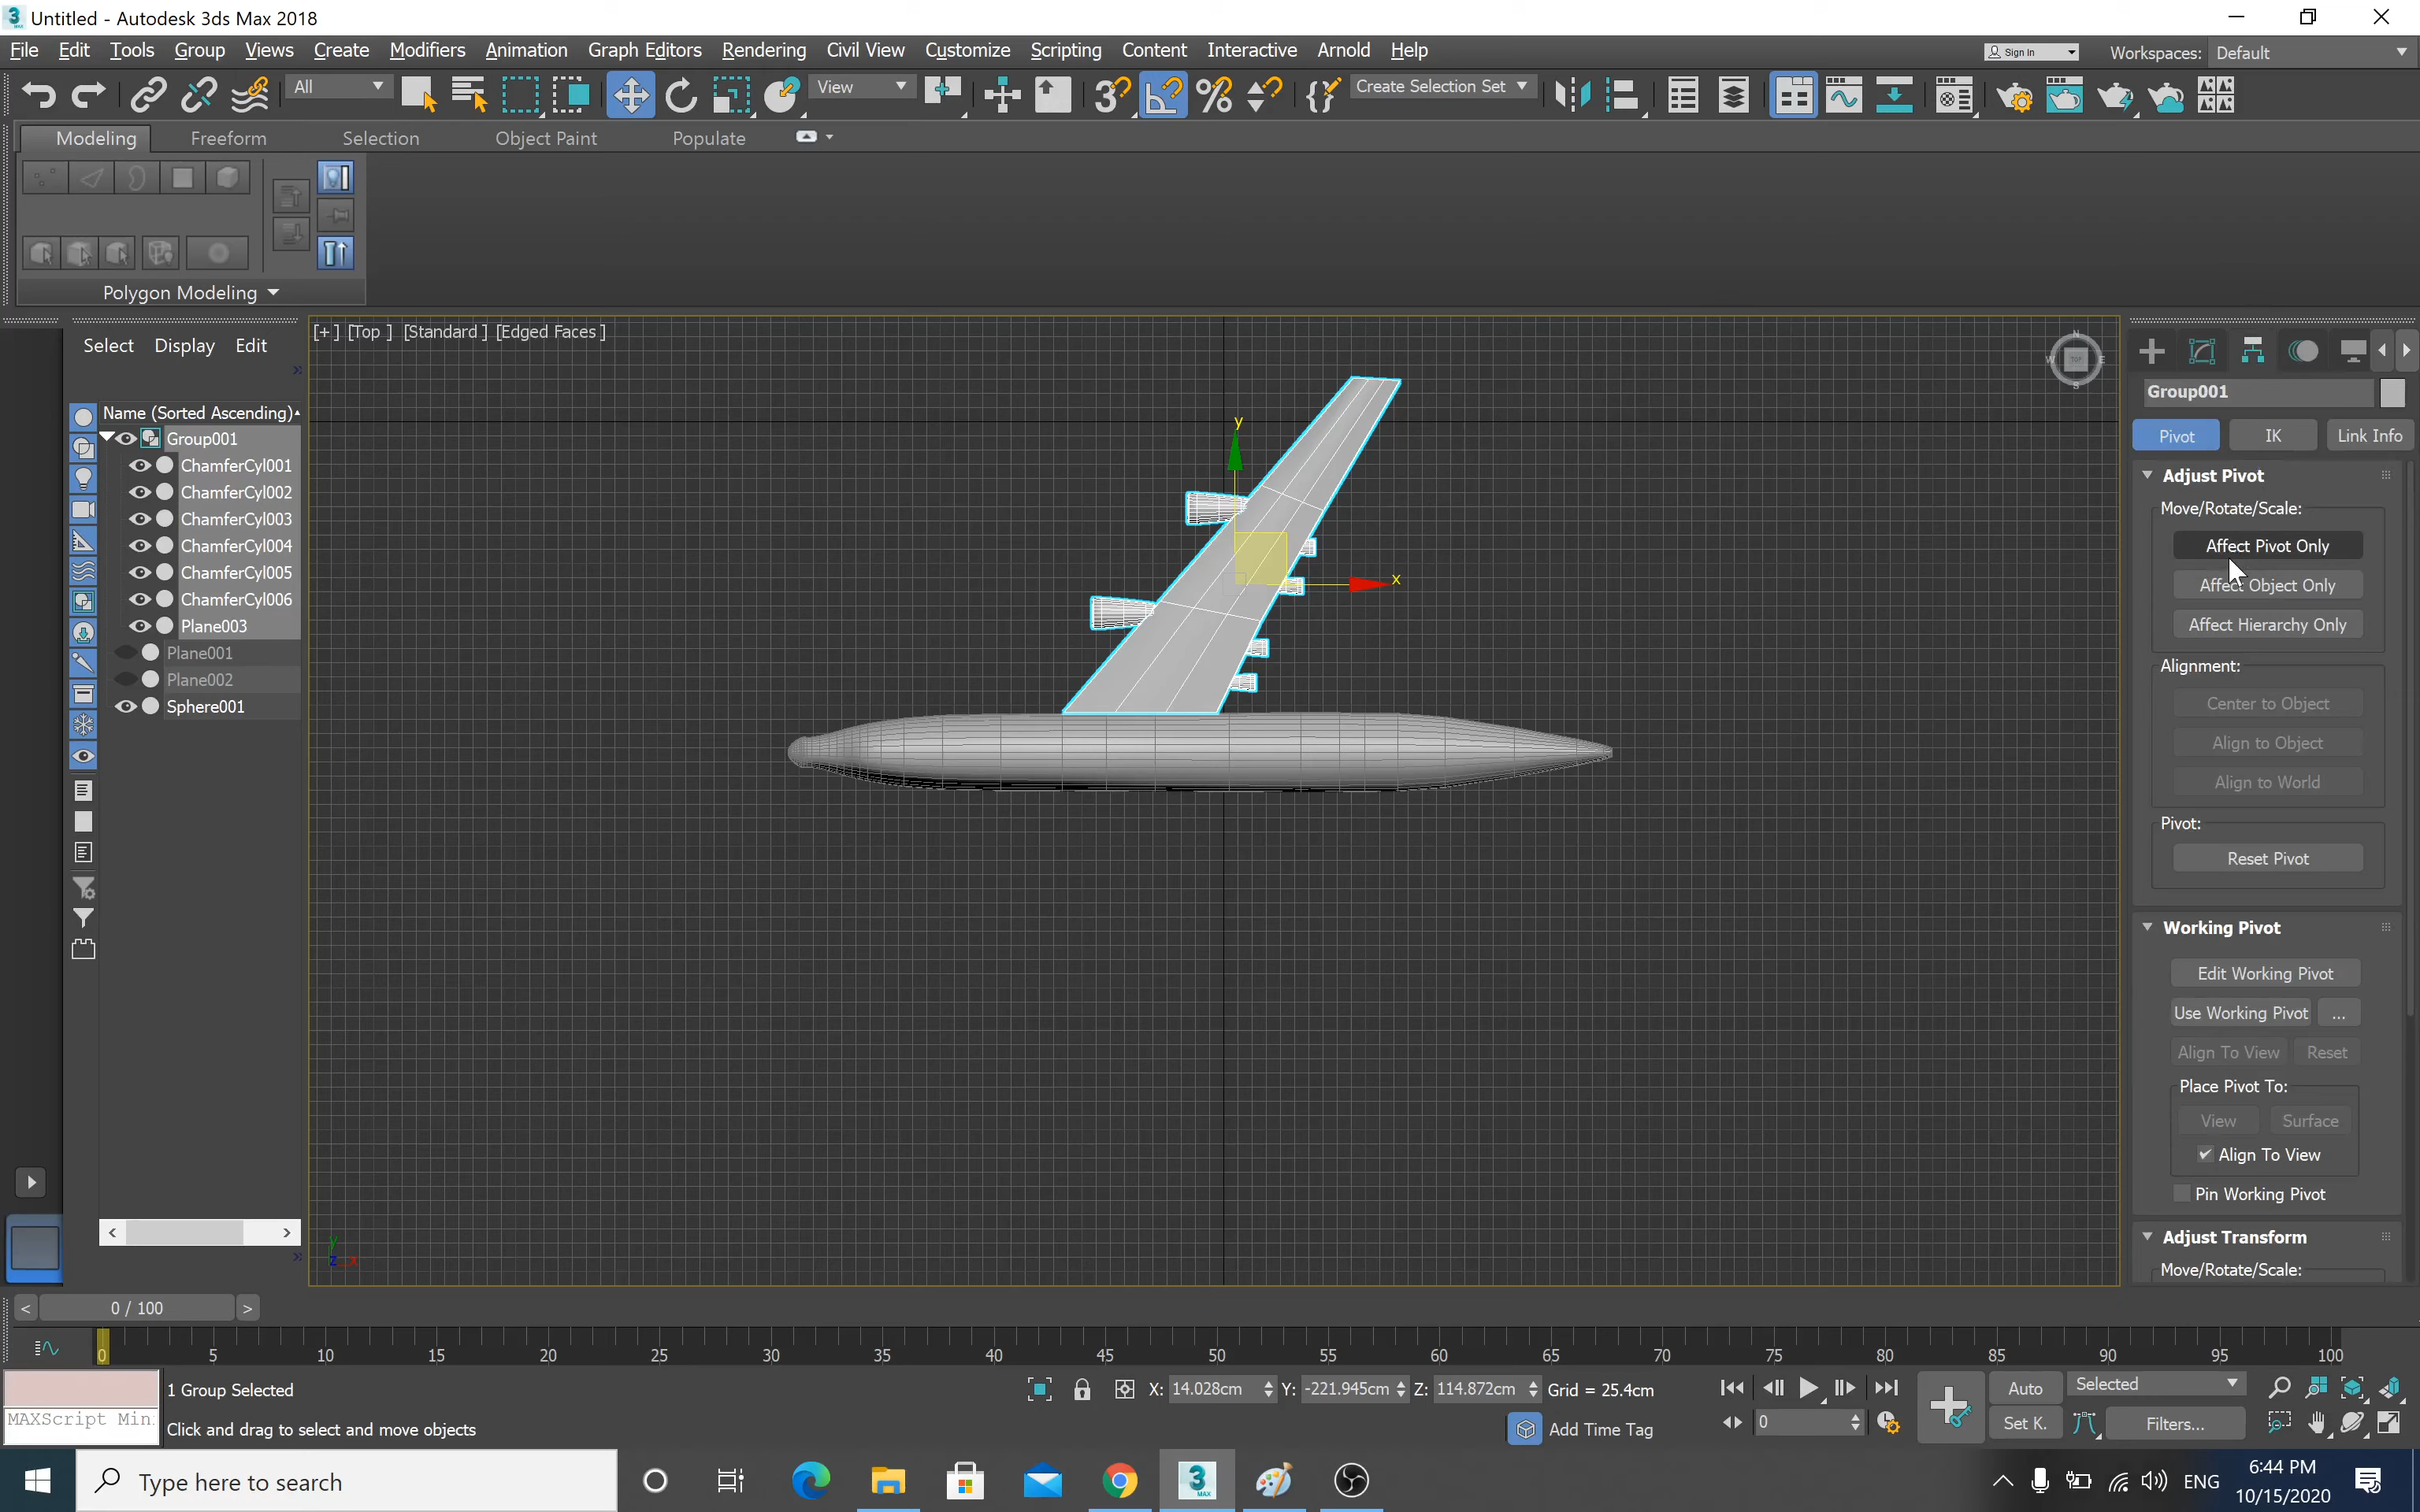 Untitled - Autodesk 3ds Max 2018
File Edit Tools Group Views Create Modifiers Animation Graph Editors Rendering Civil View Customize Scripting Content Interactive Arnold Help
Sign In
Workspaces: Default
All
View
Create Selection Set
Modeling Freeform Selection Object Paint Populate
Polygon Modeling
Select Display Edit
Name (Sorted Ascending)
Group001
ChamferCyl001
ChamferCyl002
ChamferCyl003
ChamferCyl004
ChamferCyl005
ChamferCyl006
Plane003
Plane001
Plane002
Sphere001
[+] [Top ] [Standard ] [Edged Faces ]
N
W
E
S
y
x
y
z
x
Group001
Pivot IK Link Info
Adjust Pivot
Move/Rotate/Scale:
Affect Pivot Only
Affect Object Only
Affect Hierarchy Only
Alignment:
Center to Object
Align to Object
Align to World
Pivot:
Reset Pivot
Working Pivot
Edit Working Pivot
Use Working Pivot ...
Align To View Reset
Place Pivot To:
View Surface
Align To View
Pin Working Pivot
Adjust Transform
Move/Rotate/Scale:
< 0 / 100 >
0 5 10 15 20 25 30 35 40 45 50 55 60 65 70 75 80 85 90 95 100
1 Group Selected
X: 14.028cm Y: -221.945cm Z: 114.872cm Grid = 25.4cm
Auto Selected
MAXScript Min
Click and drag to select and move objects
Add Time Tag
0
Set K. Filters...
Type here to search
ENG
6:44 PM
10/15/2020